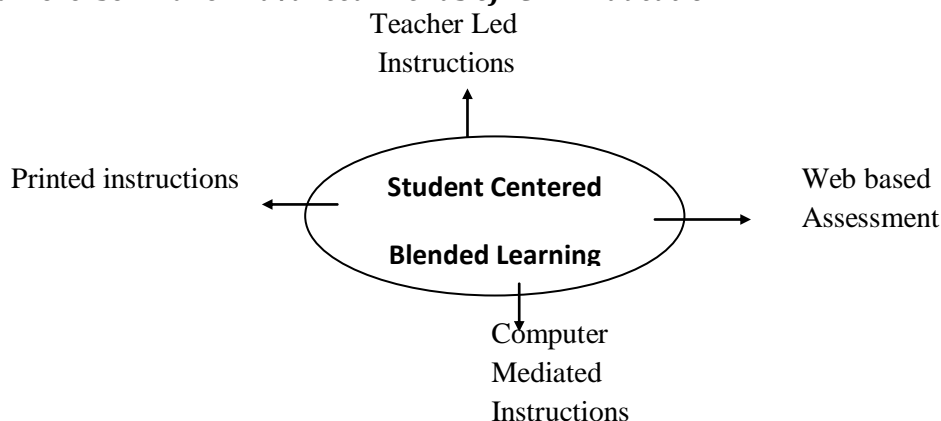 Teacher Led
Instructions
Printed instructions
Student Centered
Blended Learning
Web based
Assessment
Computer
Mediated
Instructions